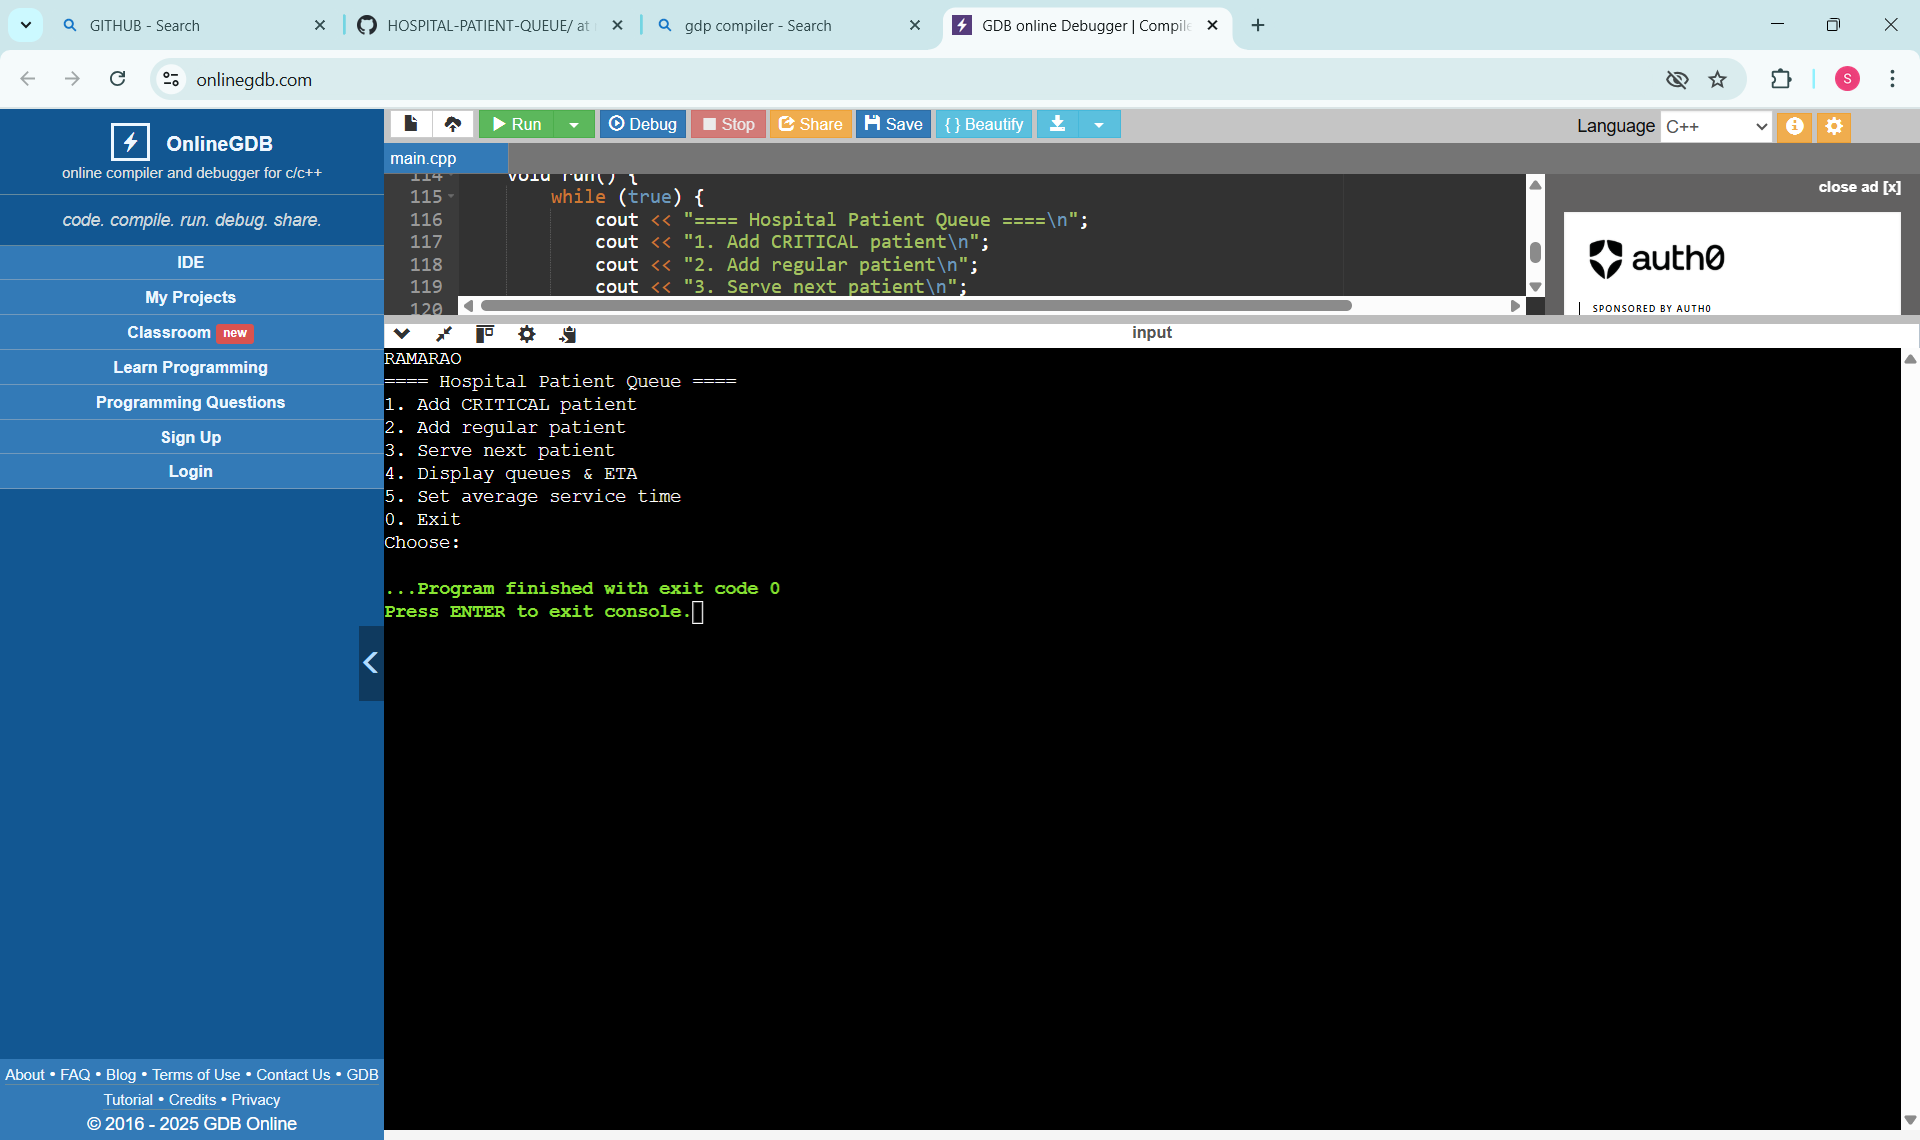 GITHUB - Search
HOSPITAL-PATIENT-QUEUE/ at
gdp compiler - Search
GDB online Debugger | Compile
S
onlinegdb.com
OnlineGDB
online compiler and debugger for c/c++
code. compile. run. debug. share.
IDE
My Projects
Classroom new
Learn Programming
Programming Questions
Sign Up
Login
About • FAQ • Blog • Terms of Use • Contact Us • GDB
Tutorial • Credits • Privacy
© 2016 - 2025 GDB Online
Run
Debug
Stop
Share
Save
{ } Beautify
Language C++
main.cpp
114 void run() {
115 while (true) {
116 cout << "==== Hospital Patient Queue ====\n";
117 cout << "1. Add CRITICAL patient\n";
118 cout << "2. Add regular patient\n";
119 cout << "3. Serve next patient\n";
120
close ad [x]
auth0
SPONSORED BY AUTH0
input
RAMARAO
==== Hospital Patient Queue ====
1. Add CRITICAL patient
2. Add regular patient
3. Serve next patient
4. Display queues & ETA
5. Set average service time
0. Exit
Choose:
...Program finished with exit code 0
Press ENTER to exit console.